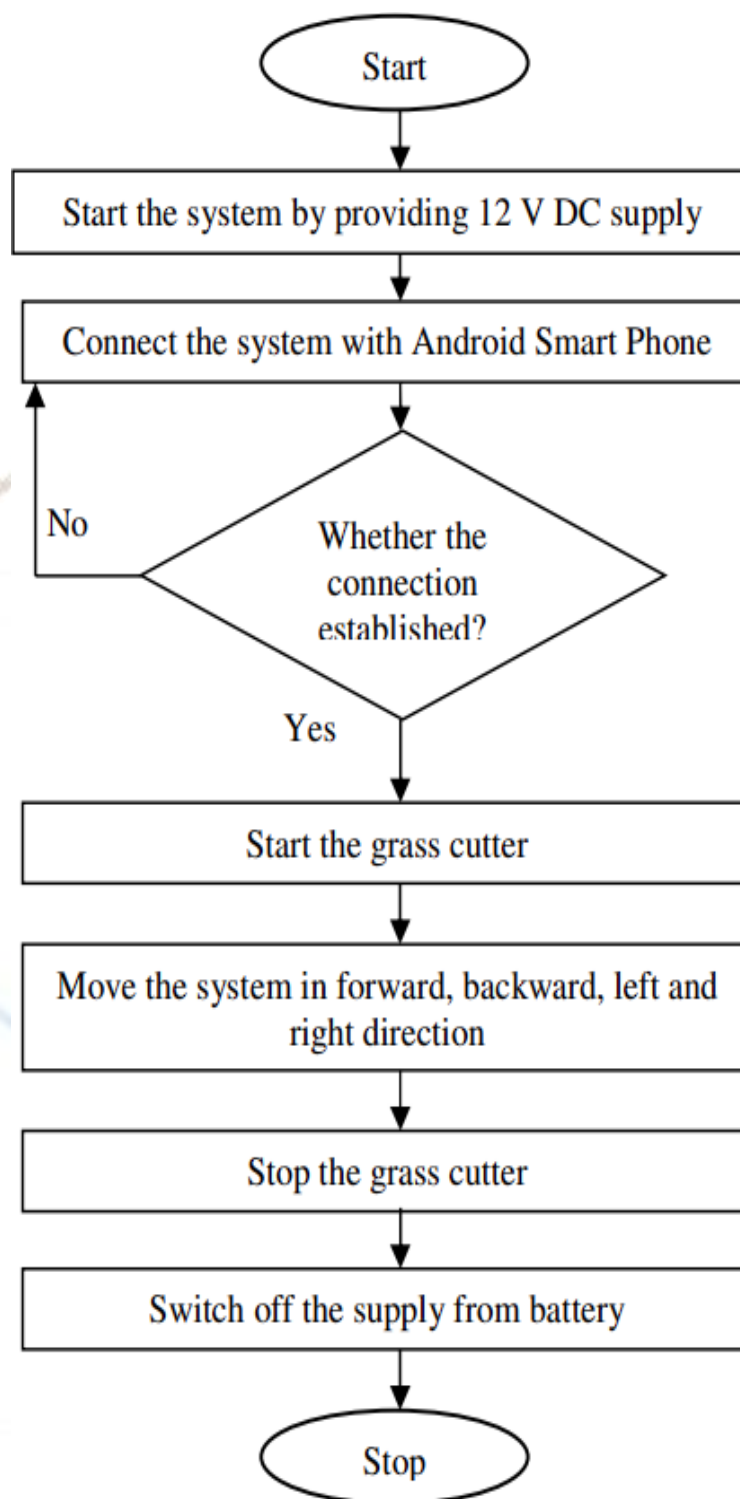 Start
Start the system by providing 12 V DC supply
Connect the system with Android Smart Phone
No
Whether the
connection
established?
Yes
Start the grass cutter
Move the system in forward, backward, left and
right direction
Stop the grass cutter
Switch off the supply from battery
Stop